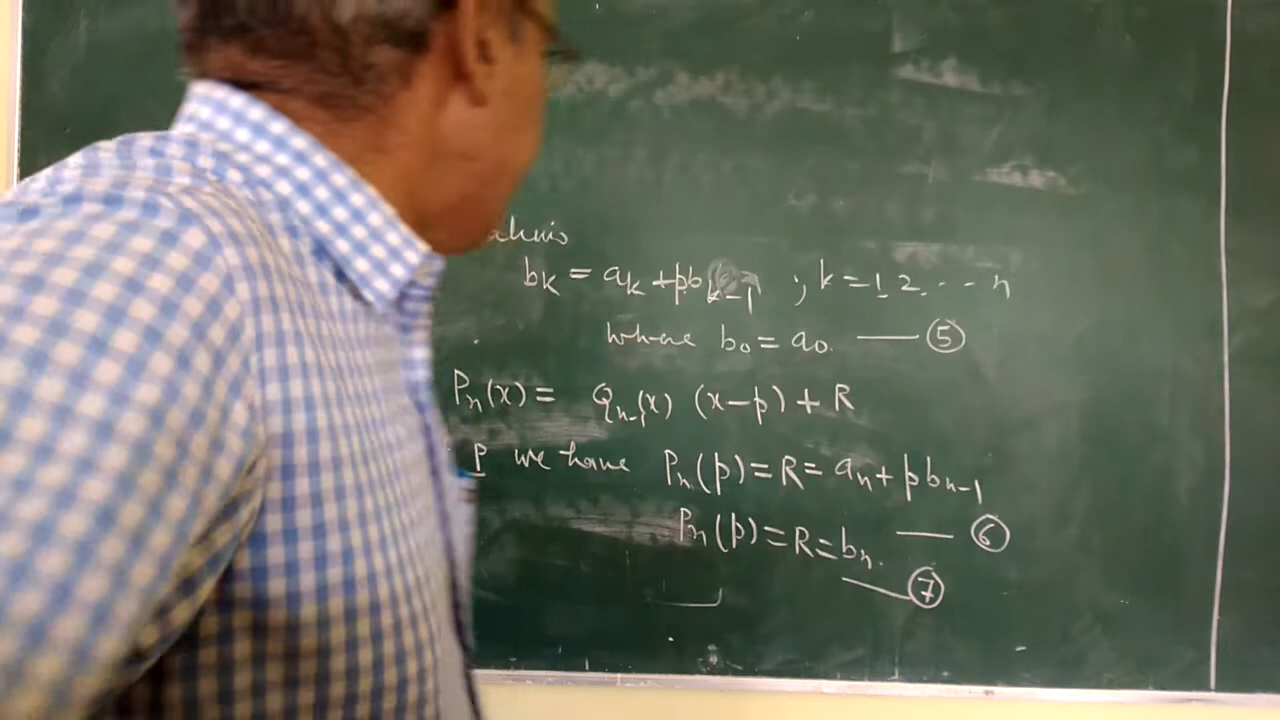 bₖ = aₖ + pbₖ₋₁ ; k = 1, 2, ... n
where b₀ = a₀. —— ⑤
Pₙ(x) = Qₙ₋₁(x) (x-p) + R
p we have Pₙ(p) = R = aₙ + pbₙ₋₁
—— ⑥
Pₙ(p) = R = bₙ.
—— ⑦